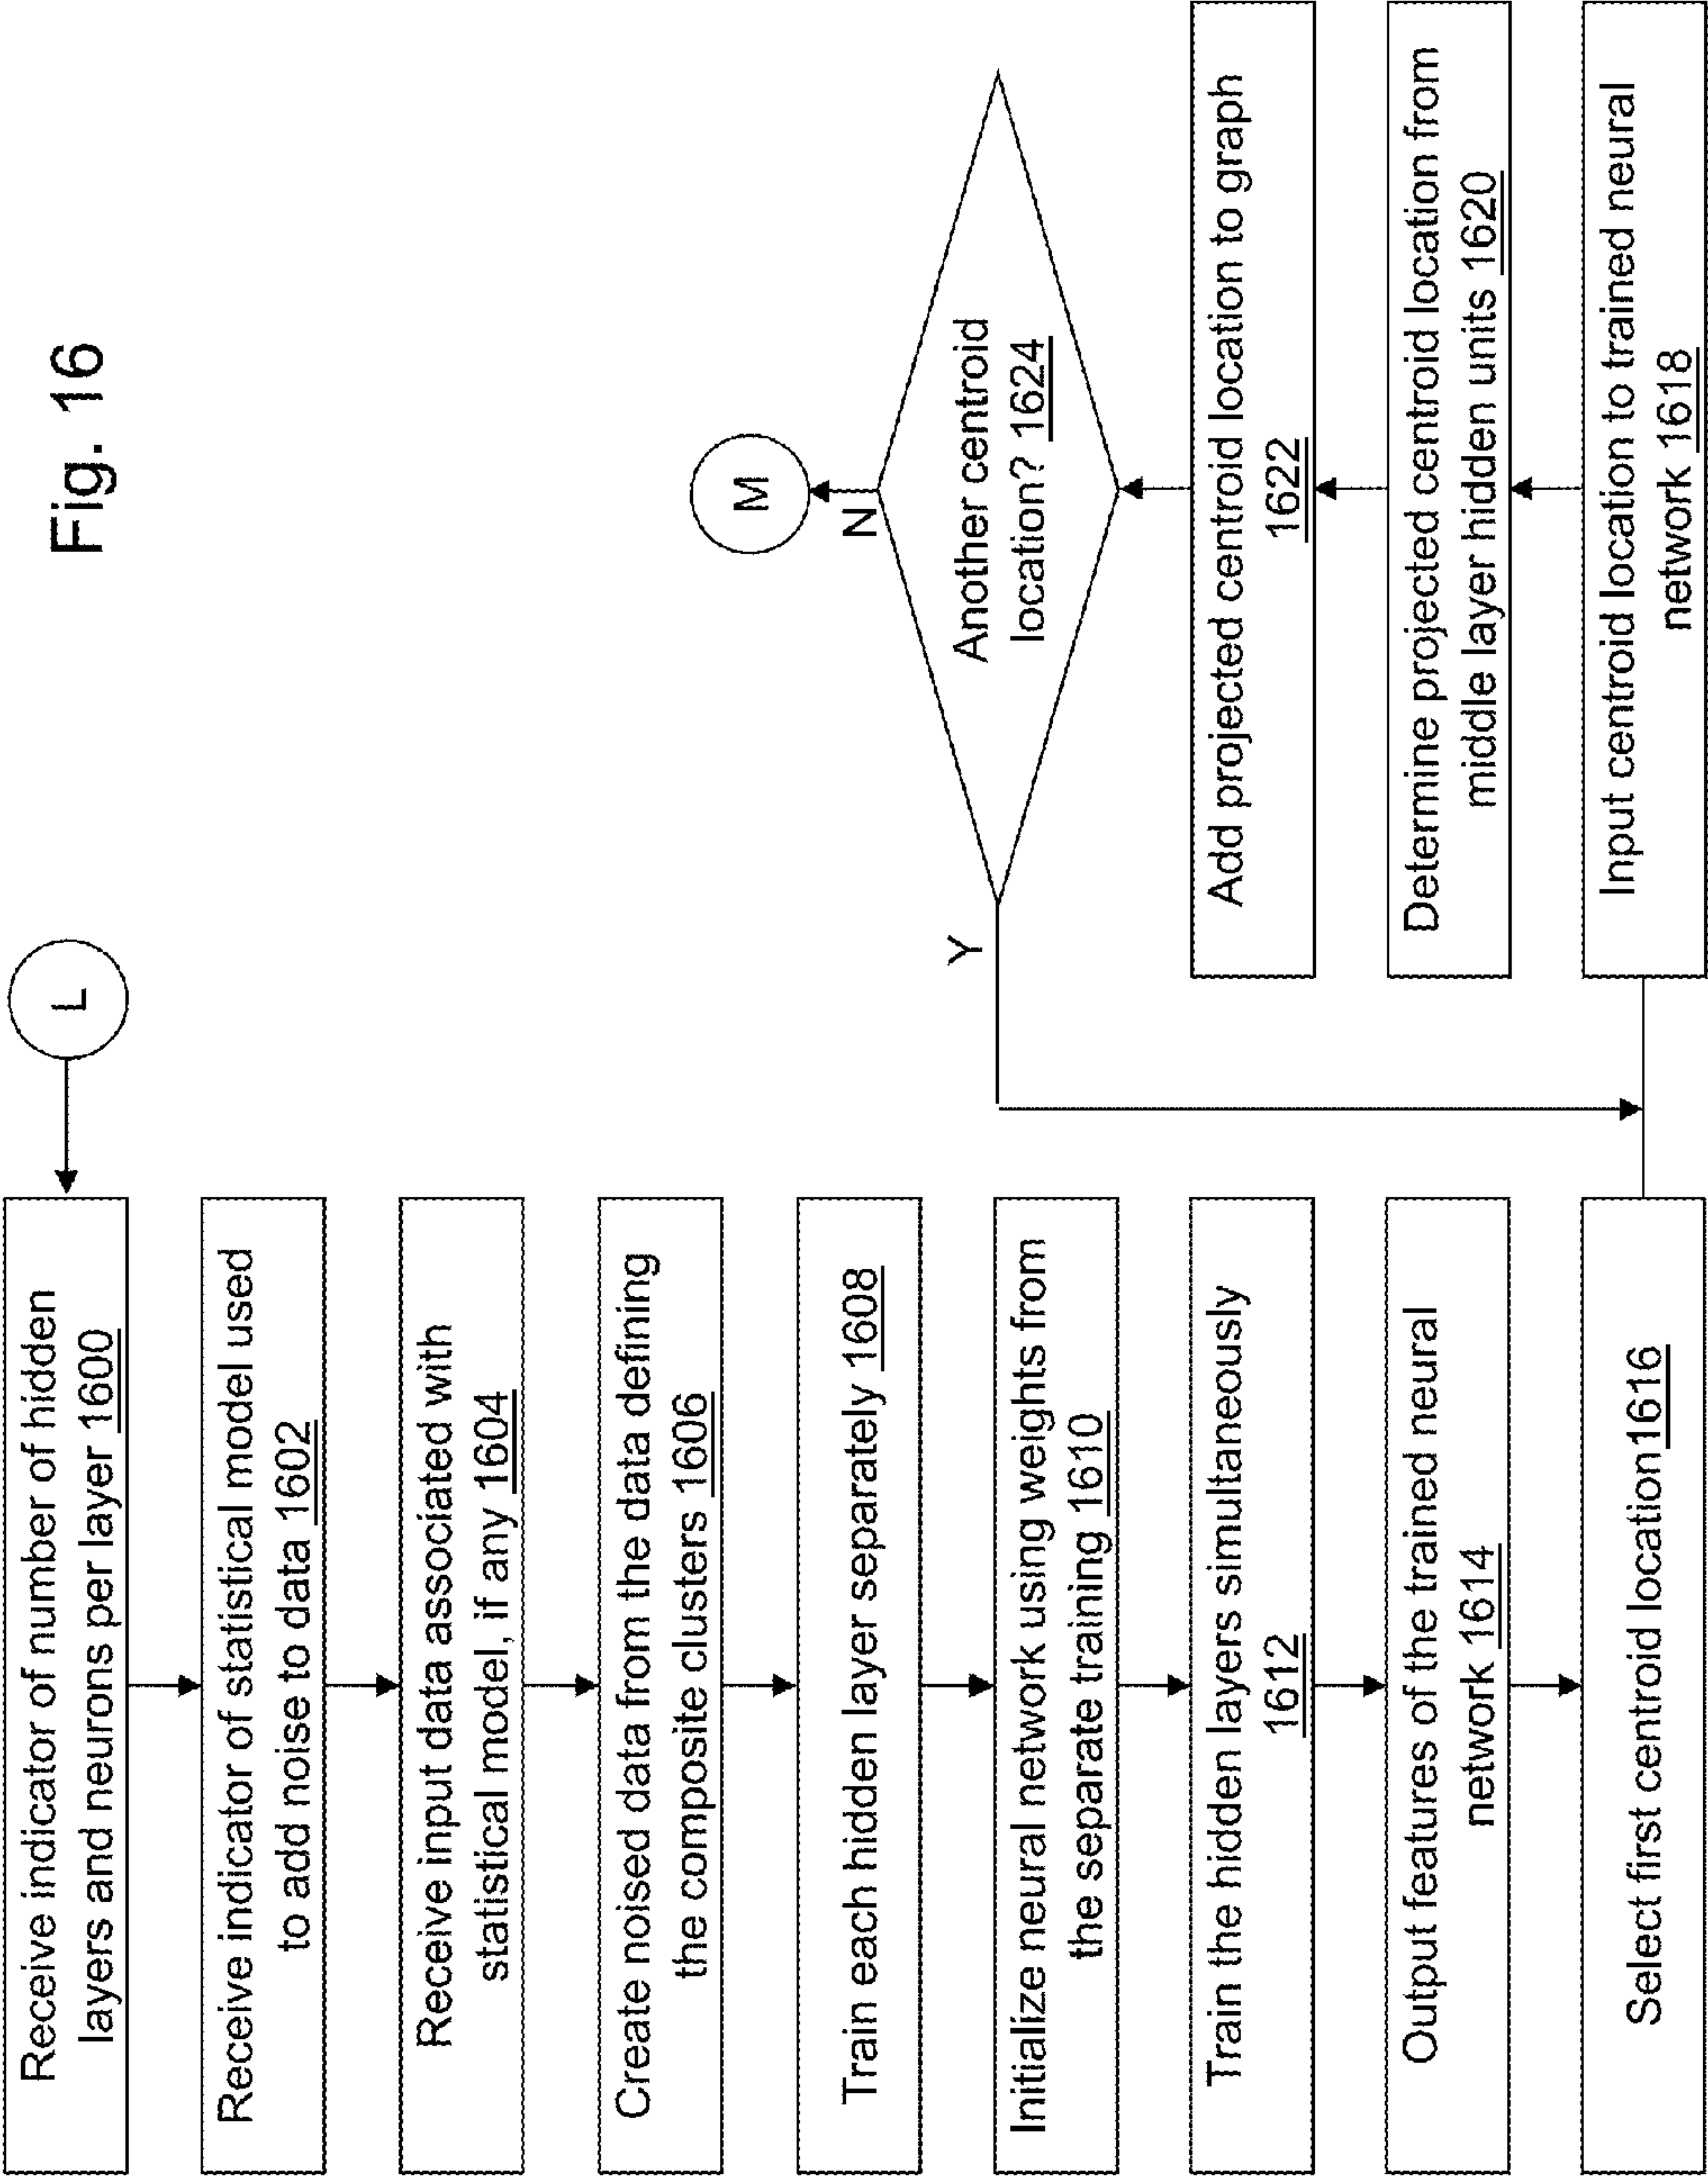 Fig. 16
L
Receive indicator of number of hidden
layers and neurons per layer 1600
Receive indicator of statistical model used
to add noise to data 1602
Receive input data associated with
statistical model, if any 1604
Create noised data from the data defining
the composite clusters 1606
Train each hidden layer separately 1608
Initialize neural network using weights from
the separate training 1610
Train the hidden layers simultaneously
1612
Output features of the trained neural
network 1614
Select first centroid location 1616
Input centroid location to trained neural
network 1618
Determine projected centroid location from
middle layer hidden units 1620
Add projected centroid location to graph
1622
Another centroid
location? 1624
Y
N
M